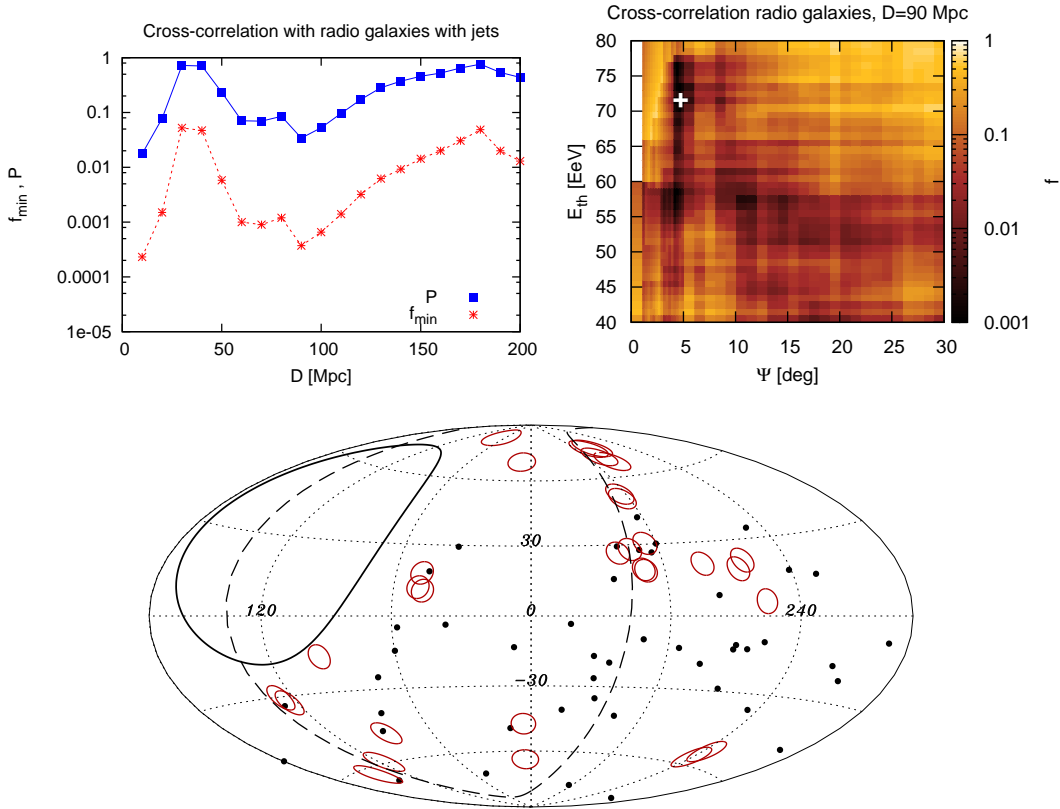 Cross-correlation with radio galaxies with jets
1
0.1
0.01
0.001
0.0001
1e-05
f_min , P
P
f_min
0 50 100 150 200
D [Mpc]
Cross-correlation radio galaxies, D=90 Mpc
80
75
70
65
60
55
50
45
40
E_th [EeV]
0 5 10 15 20 25 30
Ψ [deg]
1
0.1
0.01
0.001
f
30
120 0 240
-30